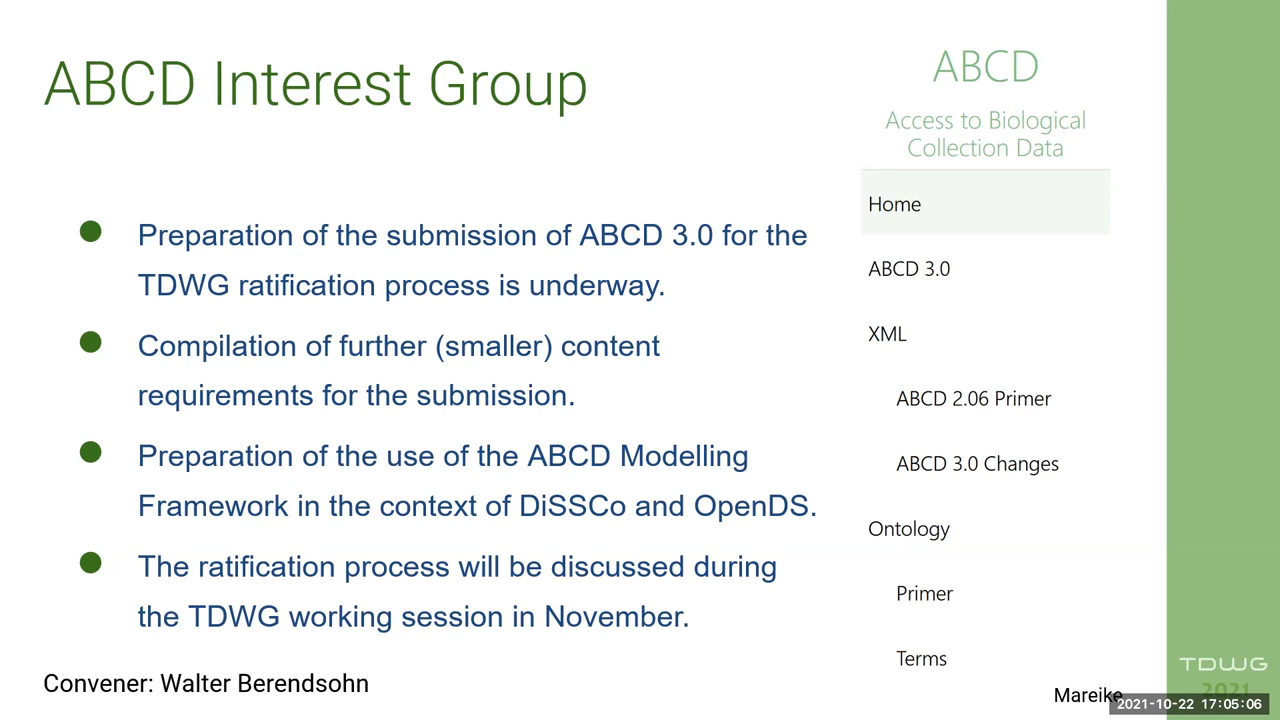 ABCD Interest Group
Preparation of the submission of ABCD 3.0 for the
TDWG ratification process is underway.
Compilation of further (smaller) content
requirements for the submission.
Preparation of the use of the ABCD Modelling
Framework in the context of DiSSCo and OpenDS.
The ratification process will be discussed during
the TDWG working session in November.
Convener: Walter Berendsohn
ABCD
Access to Biological
Collection Data
Home
ABCD 3.0
XML
ABCD 2.06 Primer
ABCD 3.0 Changes
Ontology
Primer
Terms
TDWG
2021
Mareike
2021-10-22 17:05:06